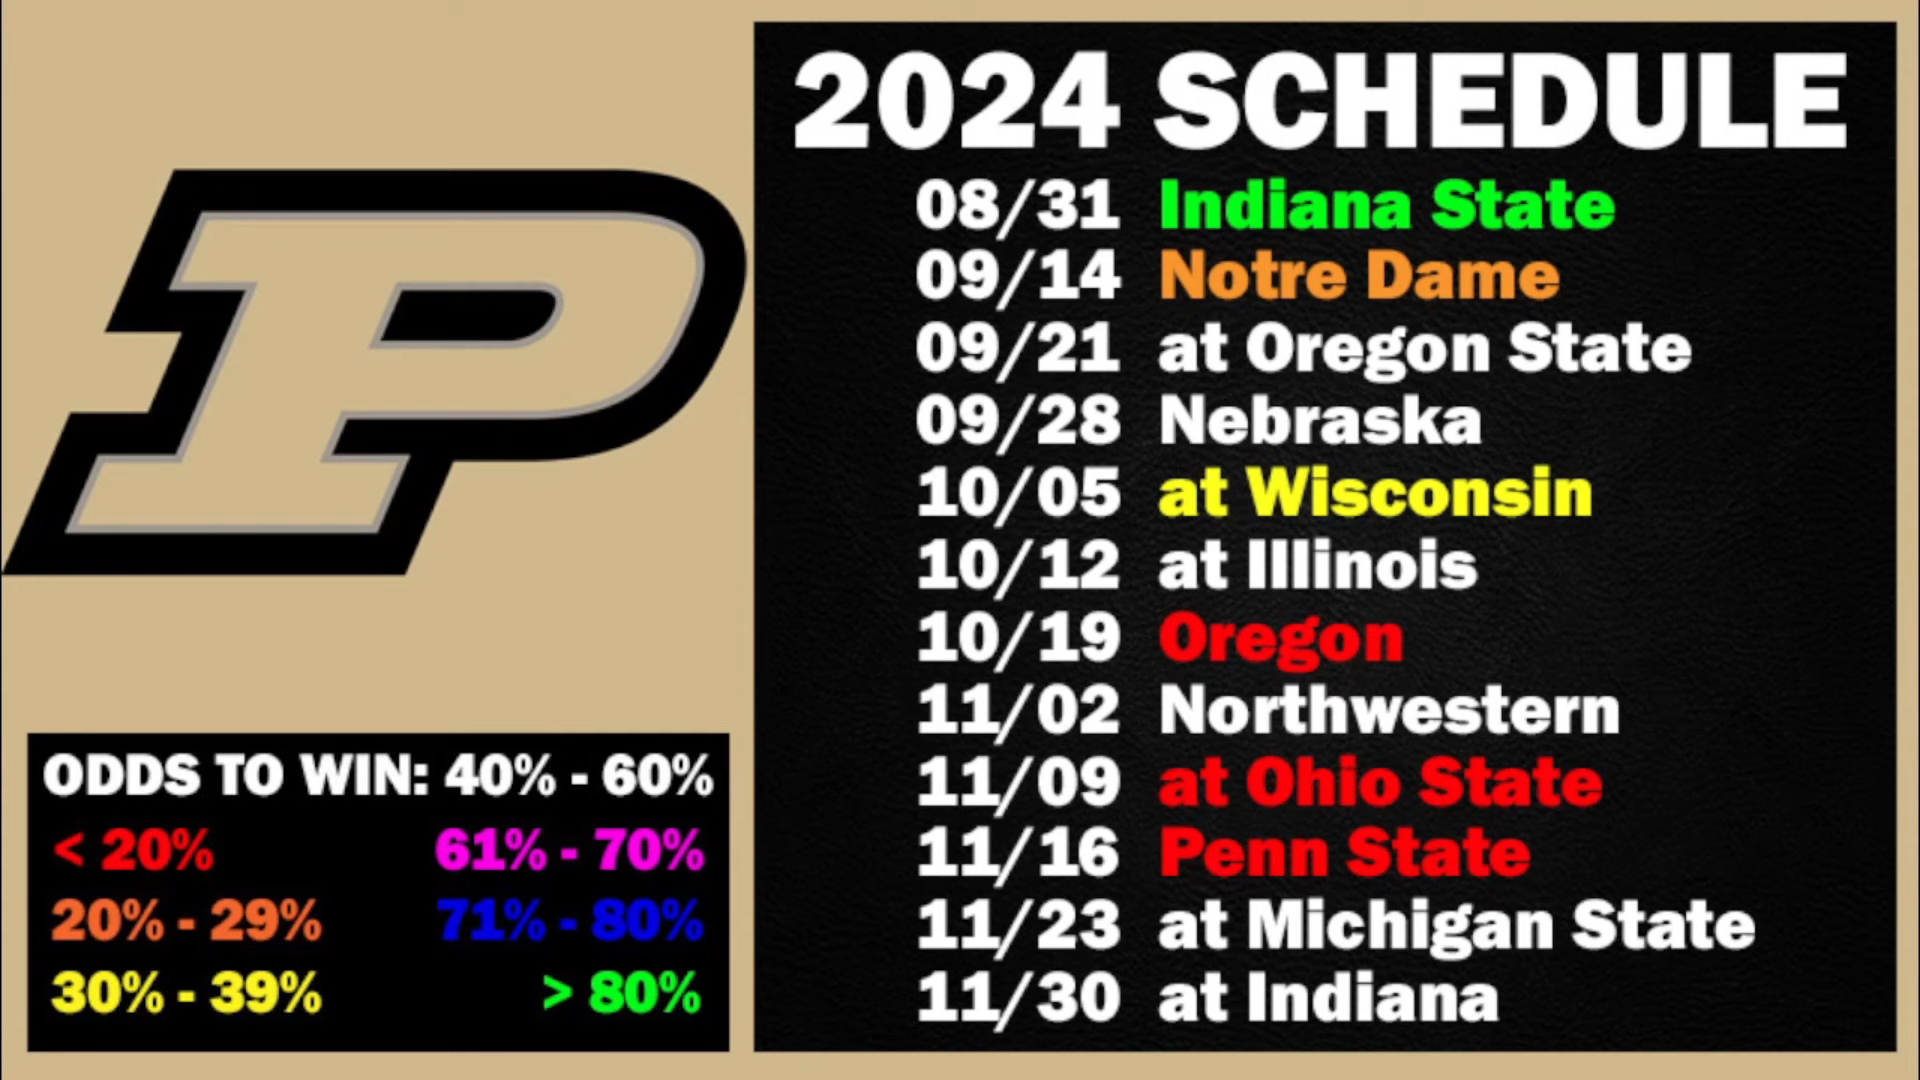 P
2024 SCHEDULE
08/31 Indiana State
09/14 Notre Dame
09/21 at Oregon State
09/28 Nebraska
10/05 at Wisconsin
10/12 at Illinois
10/19 Oregon
11/02 Northwestern
11/09 at Ohio State
11/16 Penn State
11/23 at Michigan State
11/30 at Indiana
ODDS TO WIN: 40% - 60%
< 20% 61% - 70%
20% - 29% 71% - 80%
30% - 39% > 80%